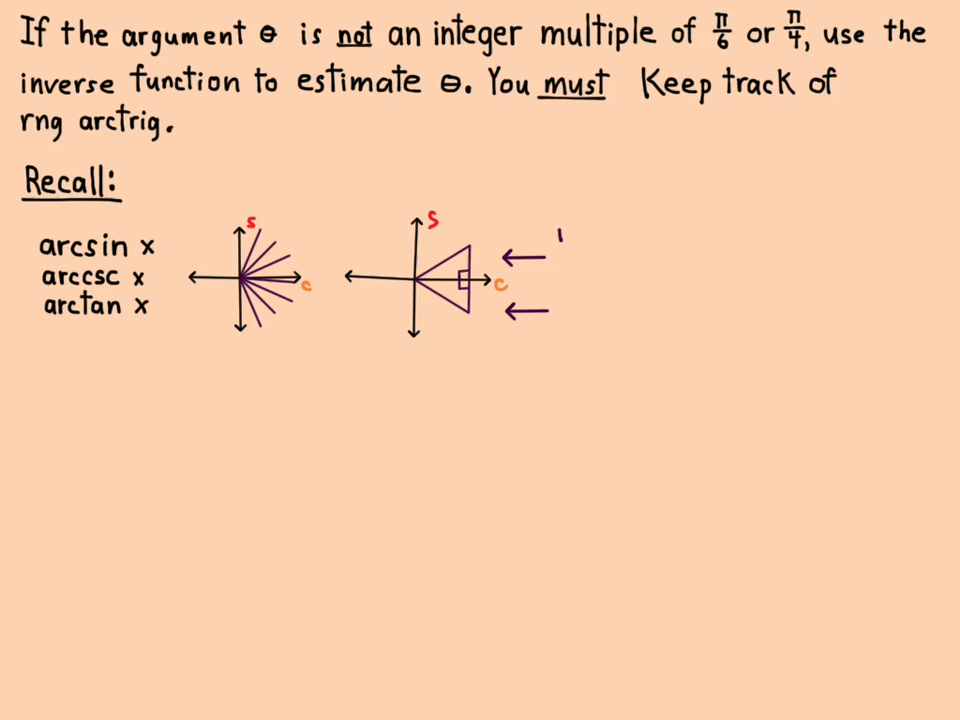 If the argument θ is not an integer multiple of π/6 or π/4, use the
inverse function to estimate θ. You must Keep track of
rng arctrig.
Recall:
arcsin x
arccsc x
arctan x
s
c
S
c